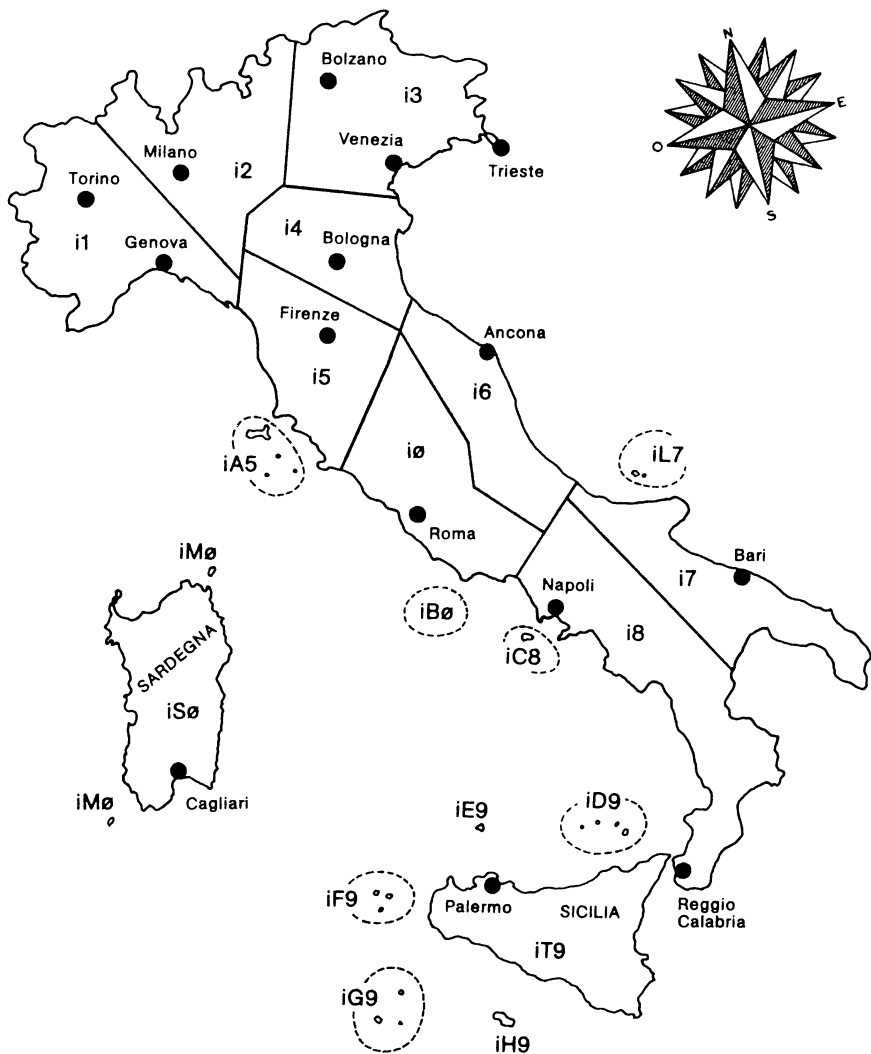 N
E
S
O
Bolzano
i3
Venezia
Trieste
Milano
i2
Torino
i1
Genova
i4
Bologna
Firenze
i5
Ancona
i6
iA5
iø
Roma
iL7
Bari
i7
iMø
iBø
Napoli
i8
iC8
SARDEGNA
iSø
Cagliari
iMø
iE9
iD9
iF9
Palermo
SICILIA
iT9
Reggio
Calabria
iG9
iH9